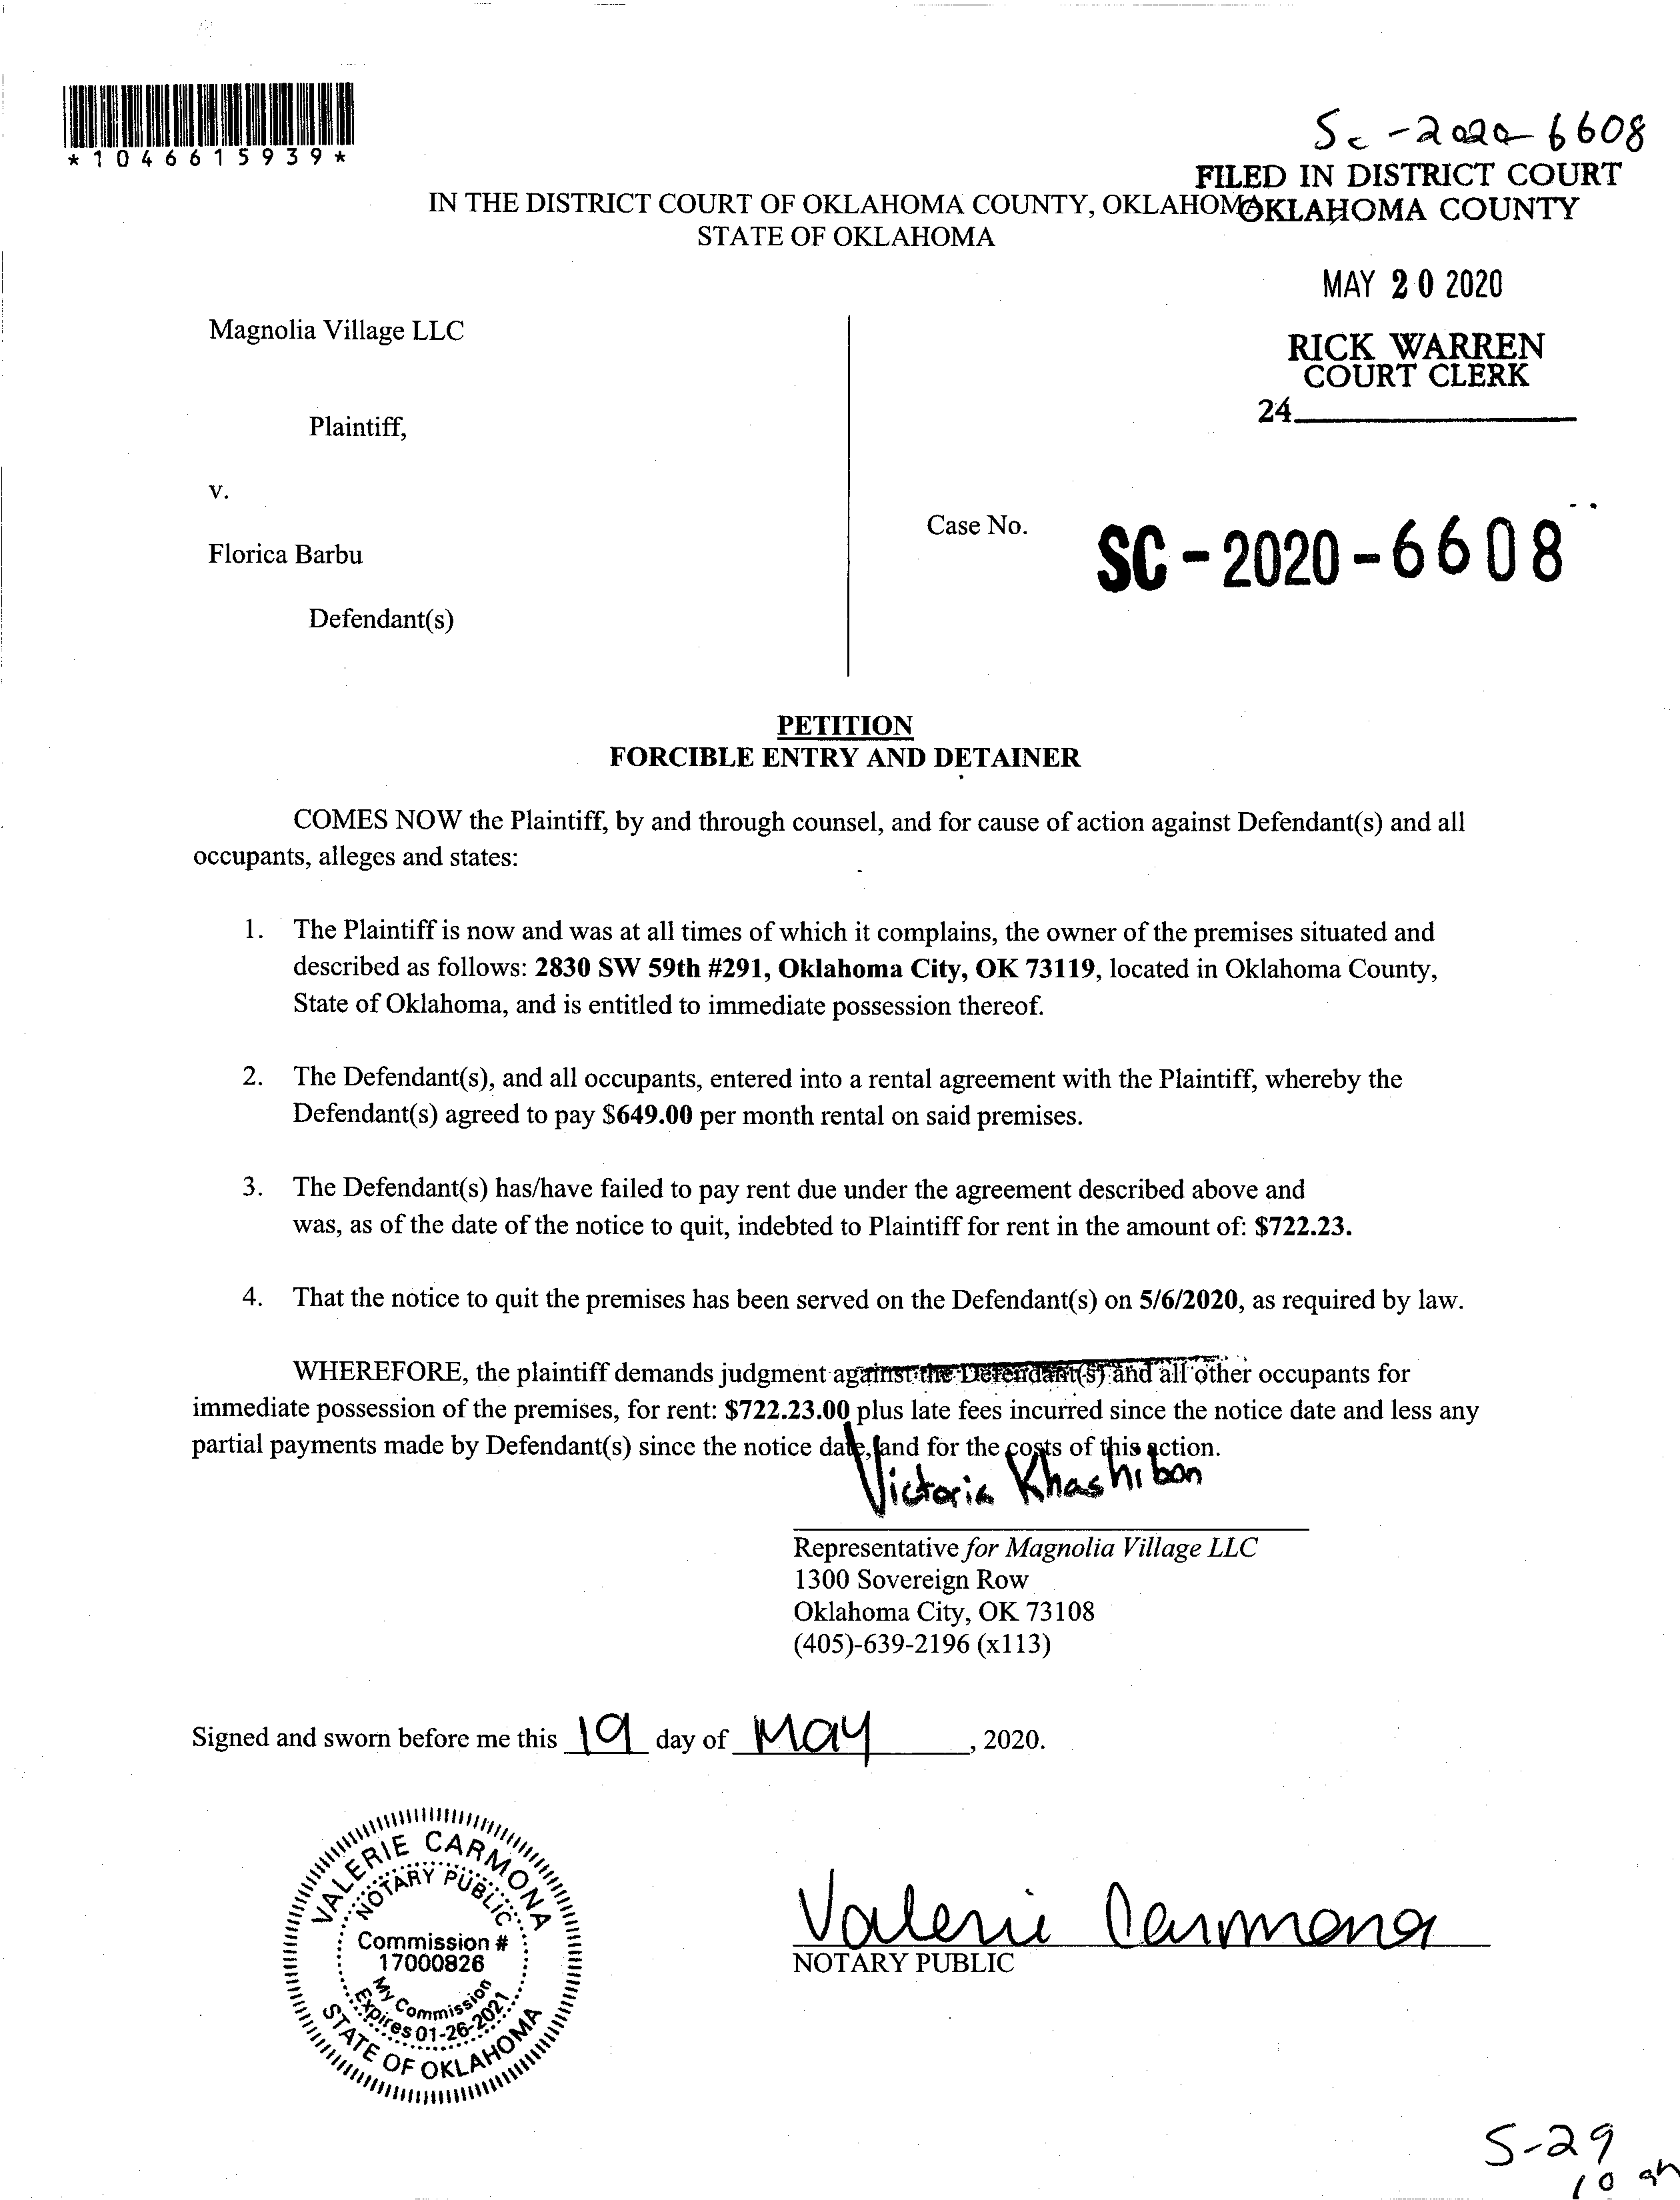 *1046615939*
Sc-2020-6608
FILED IN DISTRICT COURT
OKLAHOMA COUNTY
IN THE DISTRICT COURT OF OKLAHOMA COUNTY, OKLAHOMA
STATE OF OKLAHOMA
MAY 20 2020
RICK WARREN
COURT CLERK
24
Magnolia Village LLC
Plaintiff,
v.
Case No. SC-2020-6608
Florica Barbu
Defendant(s)
PETITION
FORCIBLE ENTRY AND DETAINER
COMES NOW the Plaintiff, by and through counsel, and for cause of action against Defendant(s) and all
occupants, alleges and states:
1. The Plaintiff is now and was at all times of which it complains, the owner of the premises situated and
described as follows: 2830 SW 59th #291, Oklahoma City, OK 73119, located in Oklahoma County,
State of Oklahoma, and is entitled to immediate possession thereof.
2. The Defendant(s), and all occupants, entered into a rental agreement with the Plaintiff, whereby the
Defendant(s) agreed to pay $649.00 per month rental on said premises.
3. The Defendant(s) has/have failed to pay rent due under the agreement described above and
was, as of the date of the notice to quit, indebted to Plaintiff for rent in the amount of: $722.23.
4. That the notice to quit the premises has been served on the Defendant(s) on 5/6/2020, as required by law.
WHEREFORE, the plaintiff demands judgment against the Defendant(s) and all other occupants for
immediate possession of the premises, for rent: $722.23.00 plus late fees incurred since the notice date and less any
partial payments made by Defendant(s) since the notice date, and for the costs of this action.
Victoria Khashibon
Representative for Magnolia Village LLC
1300 Sovereign Row
Oklahoma City, OK 73108
(405)-639-2196 (x113)
Signed and sworn before me this 19 day of May, 2020.
VALERIE CARMONA
NOTARY PUBLIC
Commission #
17000826
My Commission
Expires 01-26-2021
STATE OF OKLAHOMA
Valerie Carmona
NOTARY PUBLIC
5-29
10 am